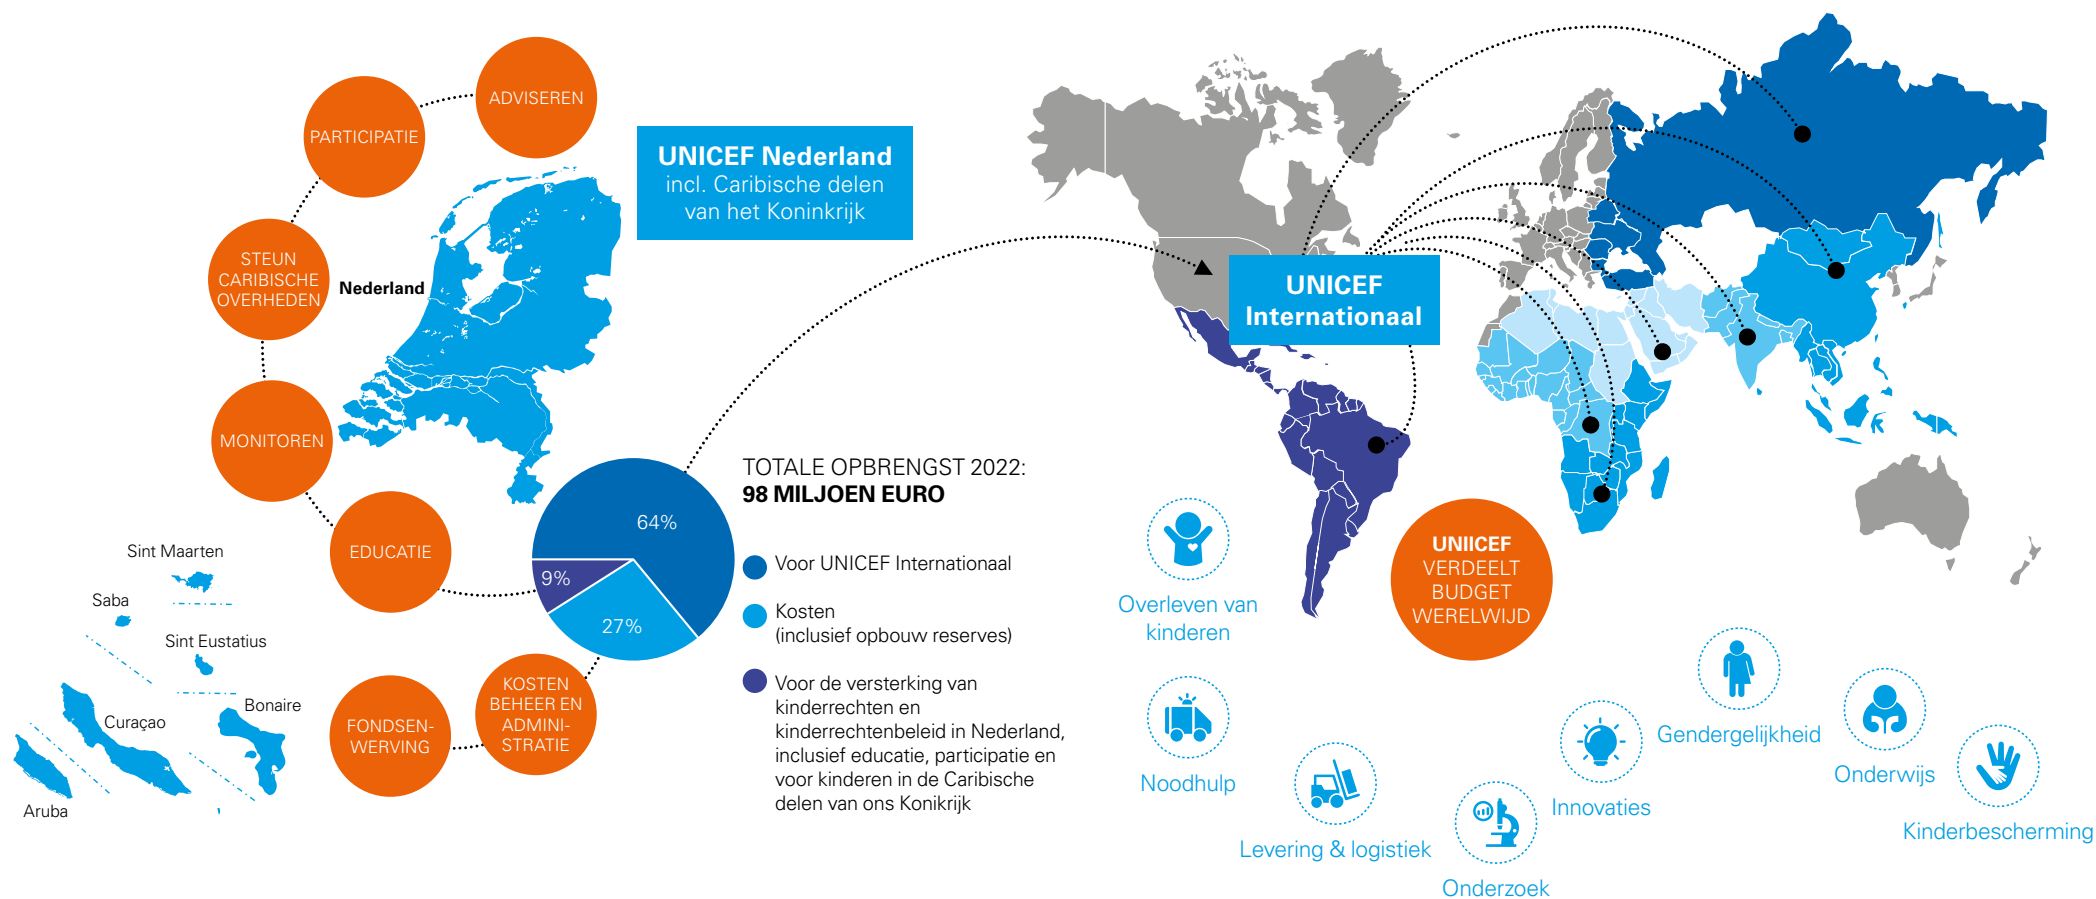 ADVISEREN
PARTICIPATIE
STEUN
CARIBISCHE
OVERHEDEN
MONITOREN
EDUCATIE
FONDSEN-
WERVING
KOSTEN
BEHEER EN
ADMINI-
STRATIE
Nederland
UNICEF Nederland
incl. Caribische delen
van het Koninkrijk
Sint Maarten
Saba
Sint Eustatius
Bonaire
Curaçao
Aruba
64%
9%
27%
TOTALE OPBRENGST 2022:
98 MILJOEN EURO
Voor UNICEF Internationaal
Kosten
(inclusief opbouw reserves)
Voor de versterking van
kinderrechten en
kinderrechtenbeleid in Nederland,
inclusief educatie, participatie en
voor kinderen in de Caribische
delen van ons Konikrijk
UNICEF
Internationaal
UNIICEF
VERDEELT
BUDGET
WERELWIJD
Overleven van
kinderen
Noodhulp
Levering & logistiek
Onderzoek
Innovaties
Gendergelijkheid
Onderwijs
Kinderbescherming